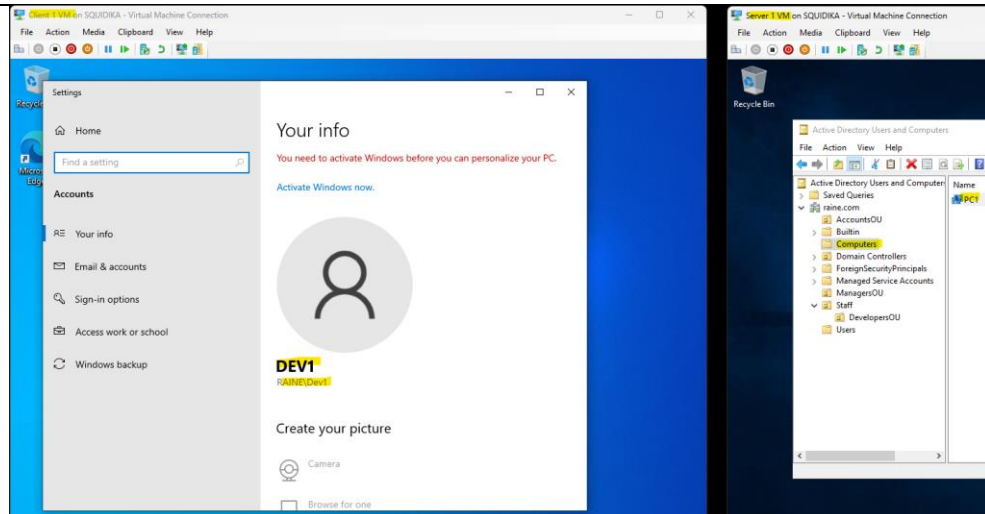 Client 1 VM on SQUIDIKA - Virtual Machine Connection
File Action Media Clipboard View Help
Recycle
Edge
Settings
Home
Find a setting
Accounts
Your info
Email & accounts
Sign-in options
Access work or school
Windows backup
Your info
You need to activate Windows before you can personalize your PC.
Activate Windows now.
DEV1
RAINE\Dev1
Create your picture
Camera
Browse for one
Server 1 VM on SQUIDIKA - Virtual Machine Connection
File Action Media Clipboard View Help
Recycle Bin
Active Directory Users and Computers
File Action View Help
Active Directory Users and Computers
Saved Queries
raine.com
AccountsOU
Builtin
Computers
Domain Controllers
ForeignSecurityPrincipals
Managed Service Accounts
ManagersOU
Staff
DevelopersOU
Users
Name
PC1